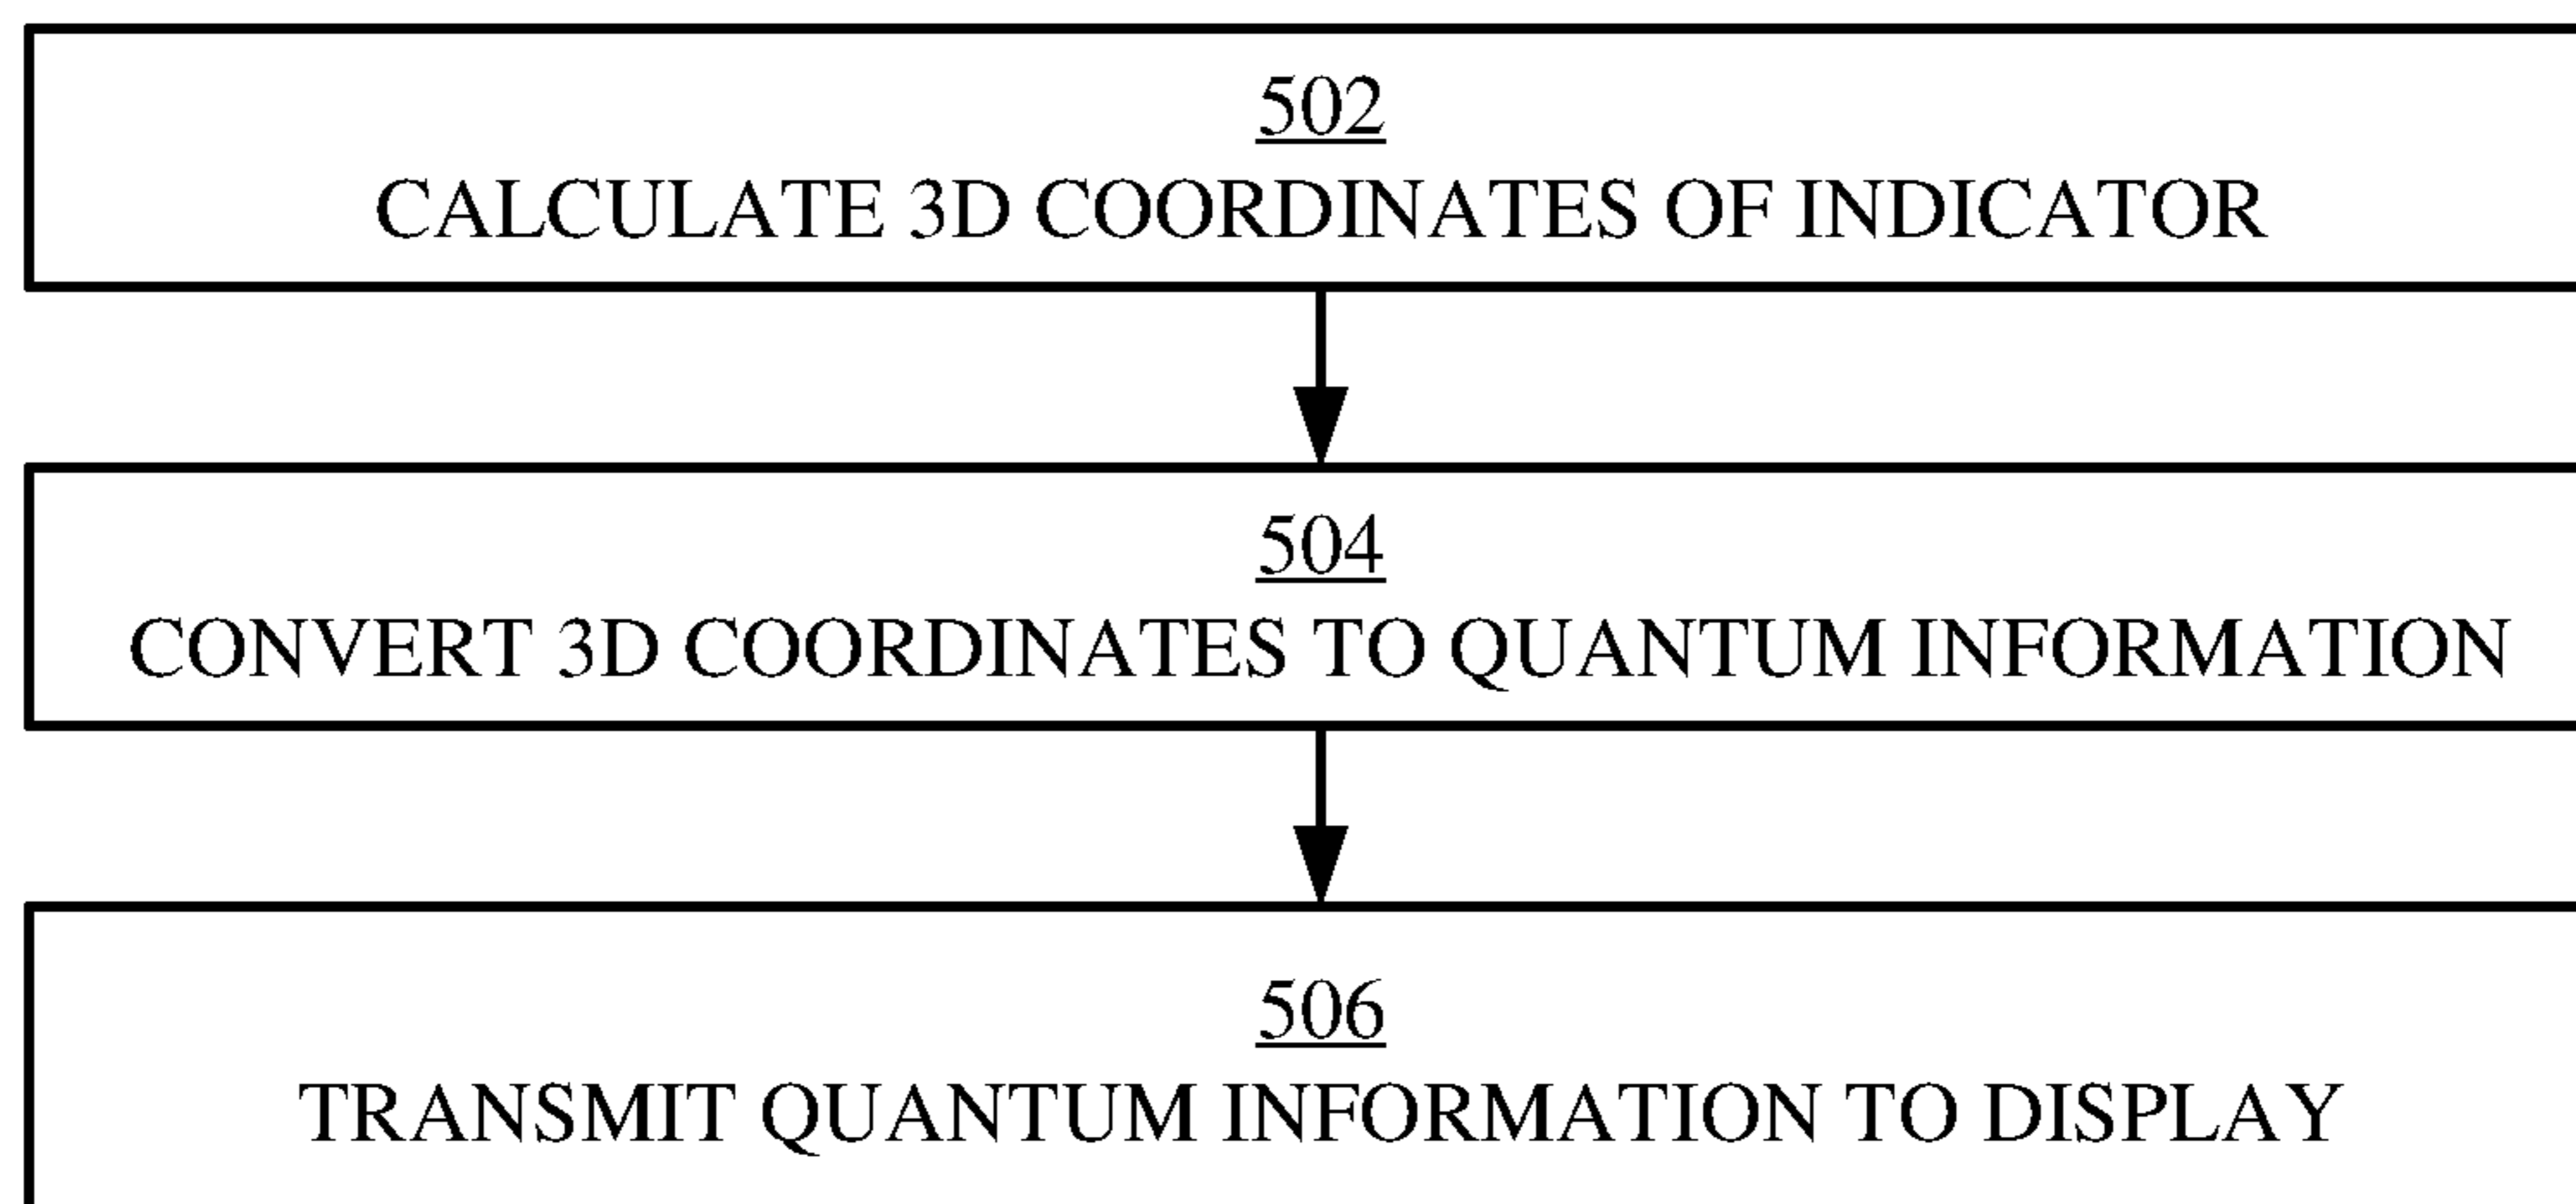 502
CALCULATE 3D COORDINATES OF INDICATOR
504
CONVERT 3D COORDINATES TO QUANTUM INFORMATION
506
TRANSMIT QUANTUM INFORMATION TO DISPLAY